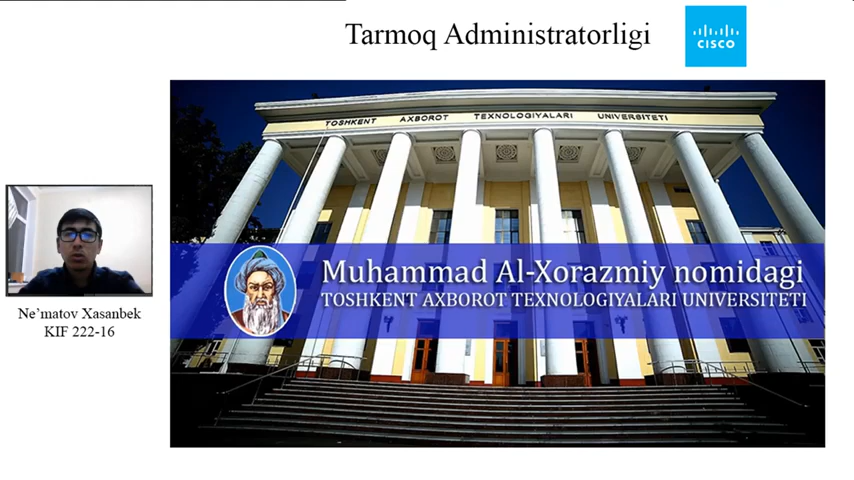 Tarmoq Administratorligi
CISCO
TOSHKENT AXBOROT TEXNOLOGIYALARI UNIVERSITETI
Muhammad Al-Xorazmiy nomidagi
TOSHKENT AXBOROT TEXNOLOGIYALARI UNIVERSITETI
Ne’matov Xasanbek
KIF 222-16